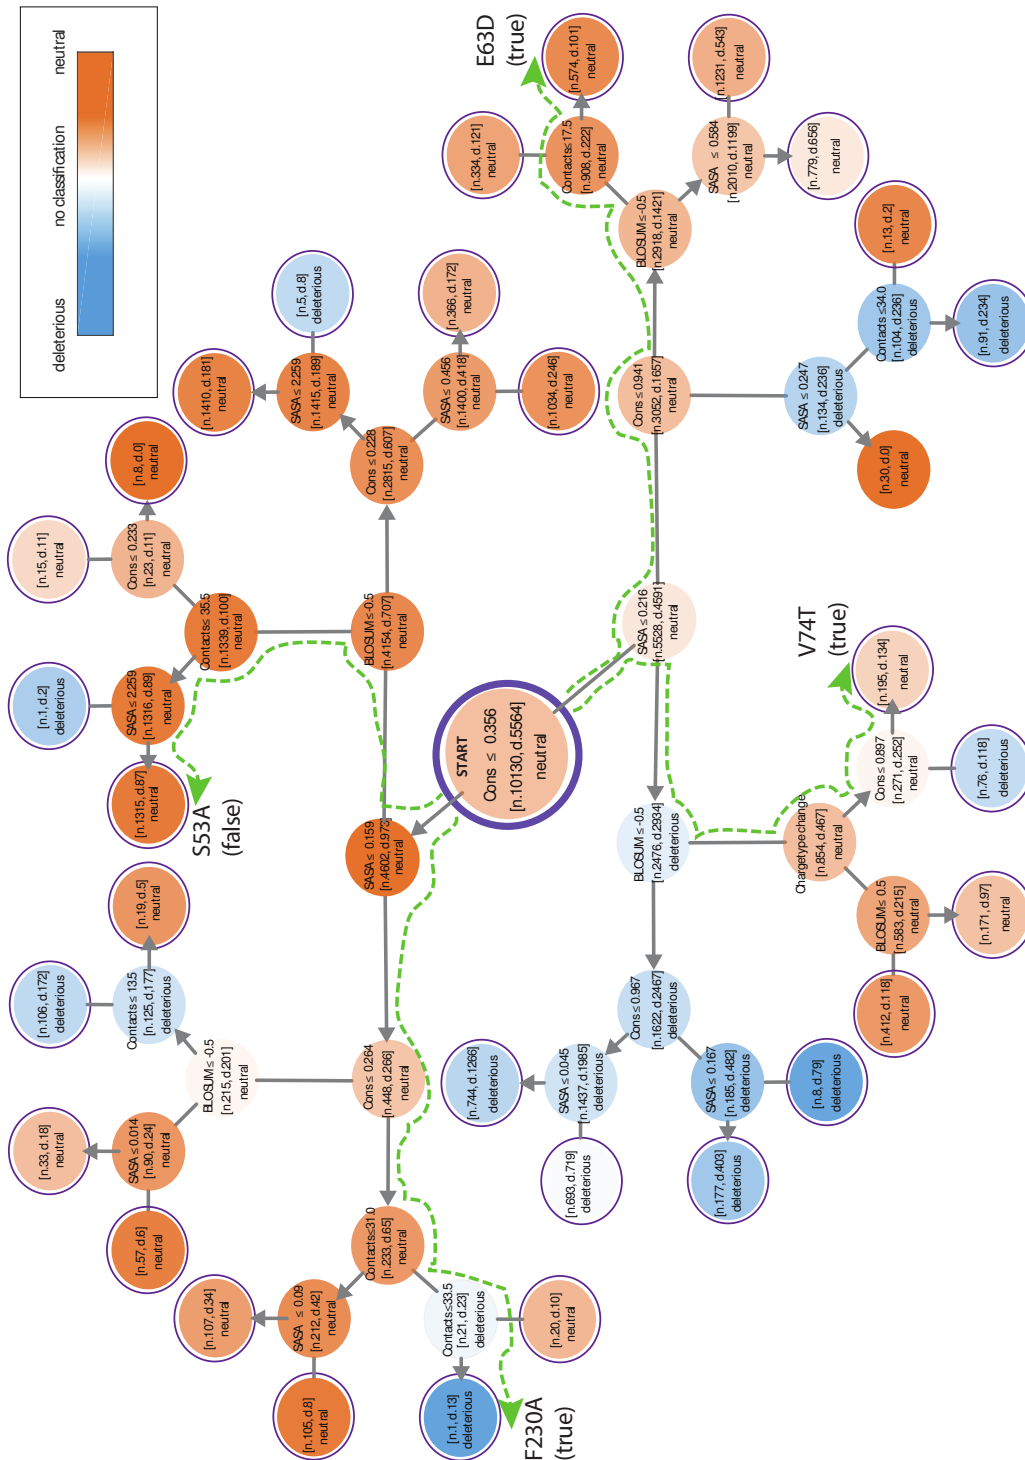 deleterious
no classification
neutral
START
Cons ≤ 0.356
[n.10130, d.5564]
neutral
SASA ≤ 0.159
[n.4602, d.973]
neutral
Cons ≤ 0.264
[n.448, d.266]
neutral
Contacts≤31.0
[n.233, d.65]
neutral
SASA ≤ 0.09
[n.212, d.42]
neutral
[n.107, d.34]
neutral
[n.105, d.8]
neutral
Contacts≤33.5
[n.21, d.23]
deleterious
[n.1, d.13]
deleterious
[n.20, d.10]
neutral
F230A
(true)
BLOSUM ≤ -0.5
[n.215, d.201]
neutral
SASA ≤ 0.014
[n.90, d.24]
neutral
[n.33, d.18]
neutral
[n.57, d.6]
neutral
Contacts ≤ 13.5
[n.125, d.177]
deleterious
[n.106, d.172]
deleterious
[n.19, d.5]
neutral
BLOSUM ≤ -0.5
[n.4154, d.707]
neutral
Contacts ≤ 35.5
[n.1339, d.100]
neutral
SASA ≤ 2.259
[n.1316, d.89]
neutral
[n.1, d.2]
deleterious
[n.1315, d.87]
neutral
S53A
(false)
Cons ≤ 0.233
[n.23, d.11]
neutral
[n.15, d.11]
neutral
[n.8, d.0]
neutral
Cons ≤ 0.228
[n.2815, d.607]
neutral
SASA ≤ 2.259
[n.1415, d.189]
neutral
[n.1410, d.181]
neutral
[n.5, d.8]
deleterious
SASA ≤ 0.456
[n.1400, d.418]
neutral
[n.366, d.172]
neutral
[n.1034, d.246]
neutral
SASA ≤ 0.216
[n.5528, d.4591]
neutral
Cons ≤ 0.941
[n.3052, d.1657]
neutral
BLOSUM ≤ -0.5
[n.2918, d.1421]
neutral
Contacts ≤ 17.5
[n.908, d.222]
neutral
[n.334, d.121]
neutral
[n.574, d.101]
neutral
E63D
(true)
SASA ≤ 0.584
[n.2010, d.1199]
neutral
[n.1231, d.543]
neutral
[n.779, d.656]
neutral
SASA ≤ 0.247
[n.134, d.236]
deleterious
[n.30, d.0]
neutral
Contacts ≤34.0
[n.104, d.236]
deleterious
[n.13, d.2]
neutral
[n.91, d.234]
deleterious
BLOSUM ≤ -0.5
[n.2476, d.2934]
deleterious
Cons ≤ 0.967
[n.1622, d.2467]
deleterious
SASA ≤ 0.045
[n.1437, d.1985]
deleterious
[n.744, d.1266]
deleterious
[n.693, d.719]
deleterious
SASA ≤ 0.167
[n.185, d.482]
deleterious
[n.177, d.403]
deleterious
[n.8, d.79]
deleterious
Chargetype change
[n.854, d.467]
neutral
BLOSUM ≤ 0.5
[n.583, d.215]
neutral
[n.412, d.118]
neutral
[n.171, d.97]
neutral
Cons ≤ 0.897
[n.271, d.252]
neutral
[n.195, d.134]
neutral
[n.76, d.118]
deleterious
V74T
(true)